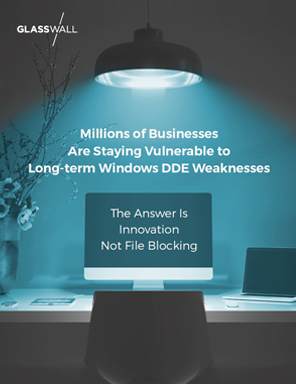 GLASSWALL
Millions of Businesses
Are Staying Vulnerable to
Long-term Windows DDE Weaknesses
The Answer Is
Innovation
Not File Blocking